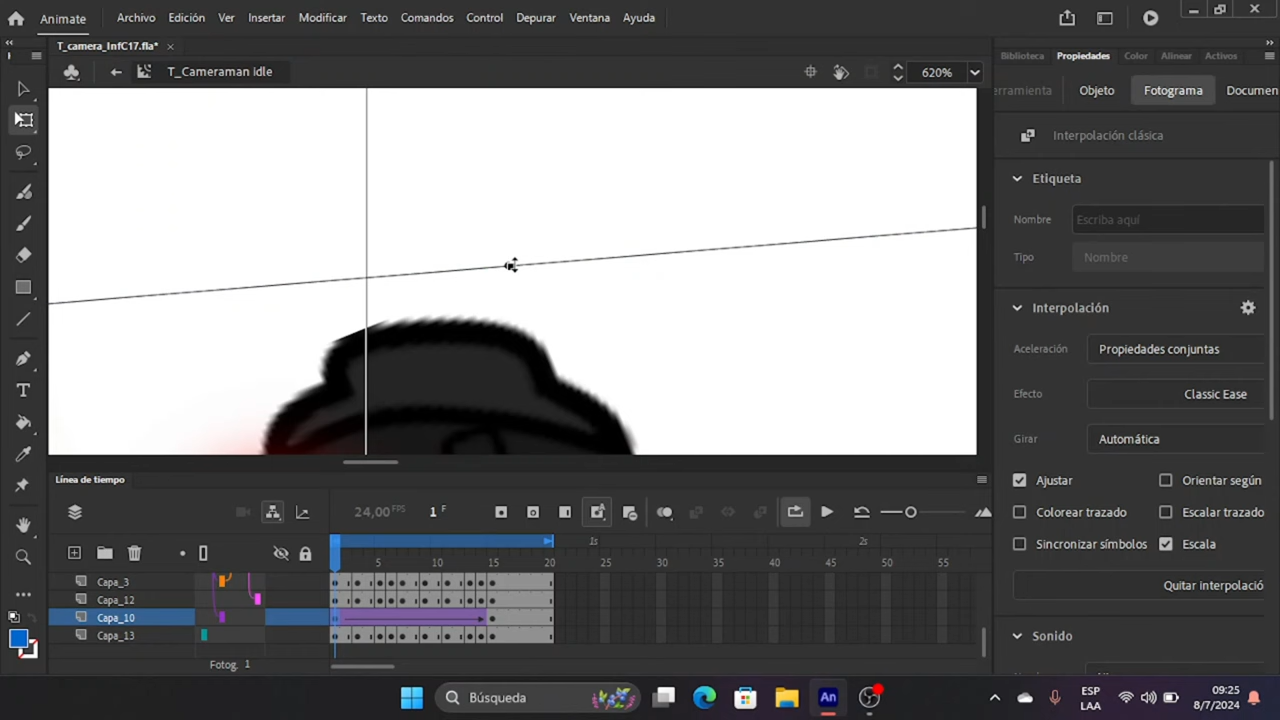 Animate Archivo Edición Ver Insertar Modificar Texto Comandos Control Depurar Ventana Ayuda
T_camera_InfC17.fla*
T_Cameraman idle 620%
Biblioteca Propiedades Color Alinear Activos
erramienta Objeto Fotograma Documen
Interpolación clásica
Etiqueta
Nombre Escriba aquí
Tipo Nombre
Interpolación
Aceleración Propiedades conjuntas
Efecto Classic Ease
Girar Automática
Ajustar Orientar según
Colorear trazado Escalar trazado
Sincronizar símbolos Escala
Quitar interpolació
Sonido
Línea de tiempo
24,00 FPS 1 F
1s 2s
5 10 15 20 25 30 35 40 45 50 55
Capa_3
Capa_12
Capa_10
Capa_13
Fotog. 1
Búsqueda
An
ESP
LAA
09:25
8/7/2024